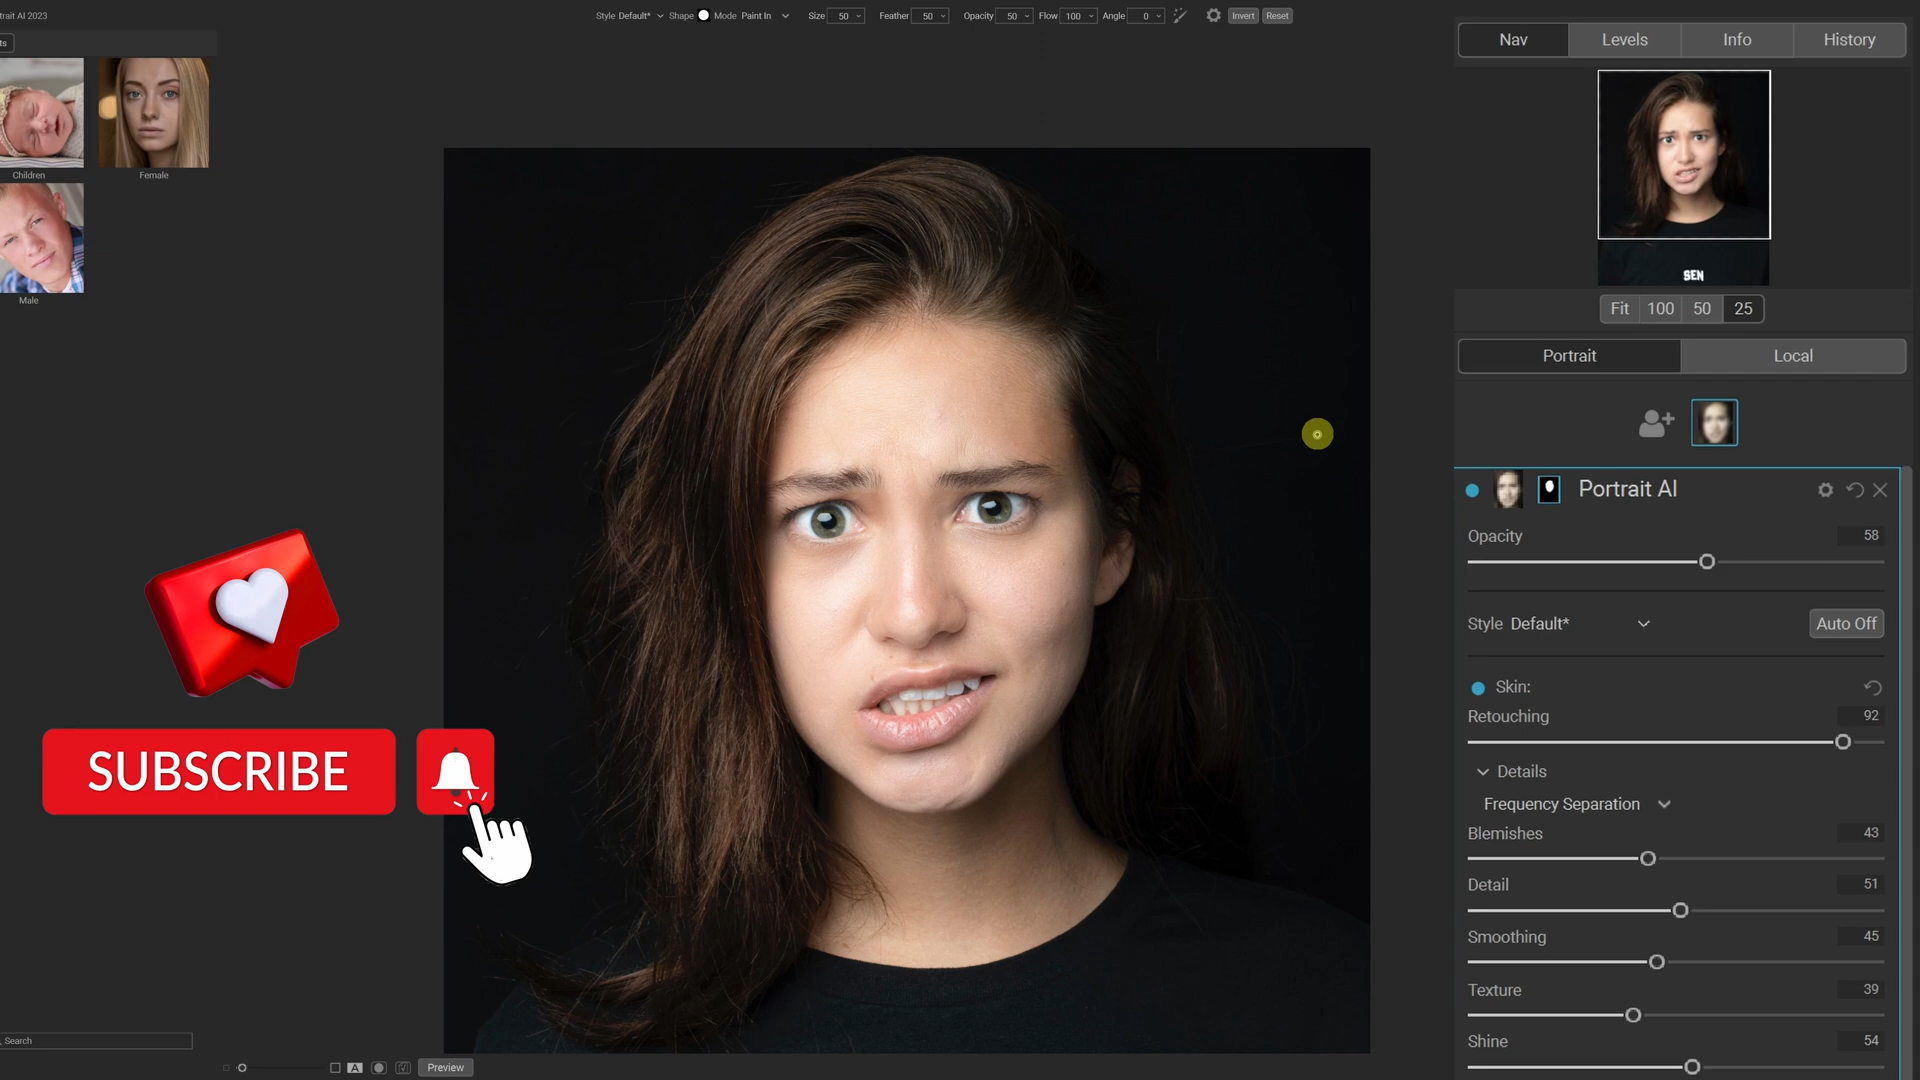 rait AI 2023
Style Default* Shape Mode Paint In Size 50 Feather 50 Opacity 50 Flow 100 Angle 0 Invert Reset
ts
Children Female
Male
SUBSCRIBE
Search
A Preview
Nav Levels Info History
SEN
Fit 100 50 25
Portrait Local
Portrait AI
Opacity 58
Style Default* Auto Off
Skin:
Retouching 92
Details
Frequency Separation
Blemishes 43
Detail 51
Smoothing 45
Texture 39
Shine 54